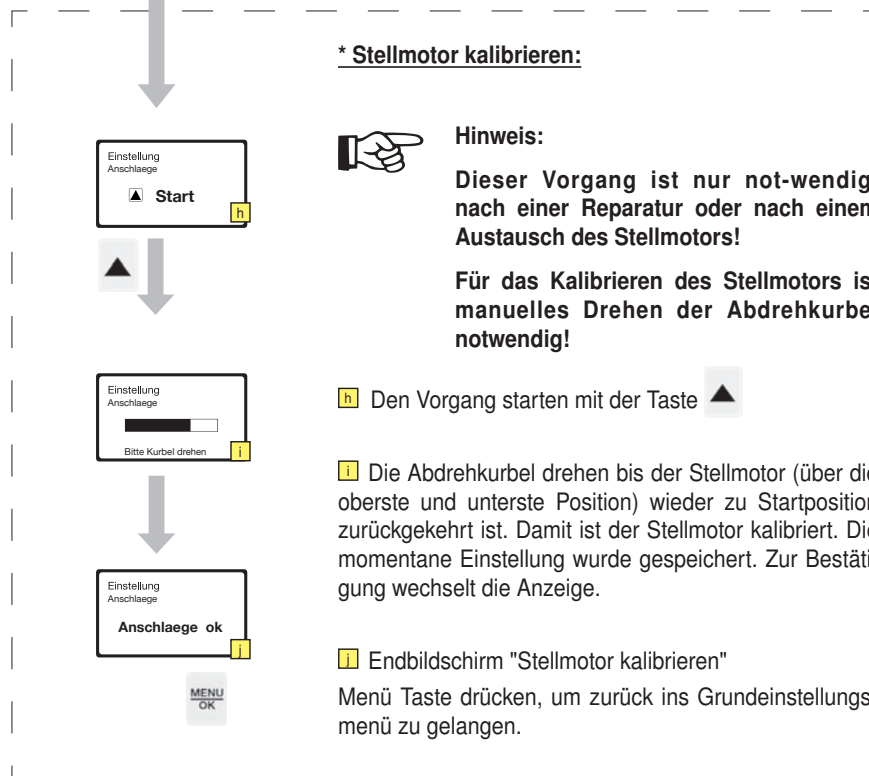 * Stellmotor kalibrieren:
Hinweis:
Dieser Vorgang ist nur not-wendig
nach einer Reparatur oder nach einem
Austausch des Stellmotors!
Für das Kalibrieren des Stellmotors is
manuelles Drehen der Abdrehkurbe
notwendig!
Einstellung
Anschlaege
▲ Start
h
▲
h Den Vorgang starten mit der Taste ▲
Einstellung
Anschlaege
Bitte Kurbel drehen
i
i Die Abdrehkurbel drehen bis der Stellmotor (über die
oberste und unterste Position) wieder zu Startposition
zurückgekehrt ist. Damit ist der Stellmotor kalibriert. Die
momentane Einstellung wurde gespeichert. Zur Bestäti
gung wechselt die Anzeige.
Einstellung
Anschlaege
Anschlaege ok
j
j Endbildschirm "Stellmotor kalibrieren"
MENU
OK
Menü Taste drücken, um zurück ins Grundeinstellungs
menü zu gelangen.